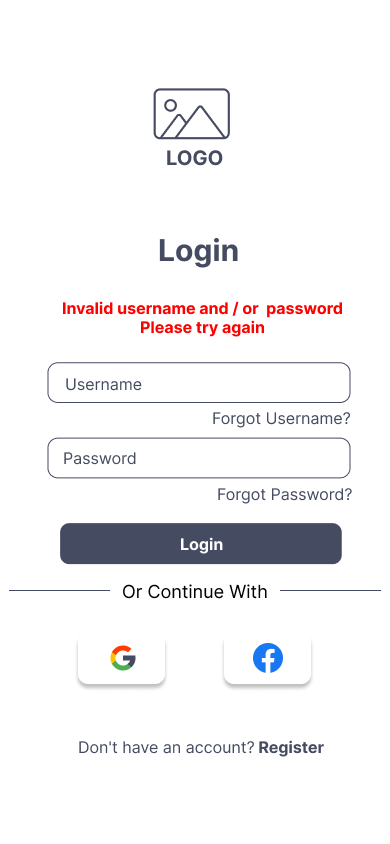 LOGO
Login
Invalid username and / or  password
Please try again
Username
Forgot Username?
Password
Forgot Password?
Login
Or Continue With
Don't have an account? Register